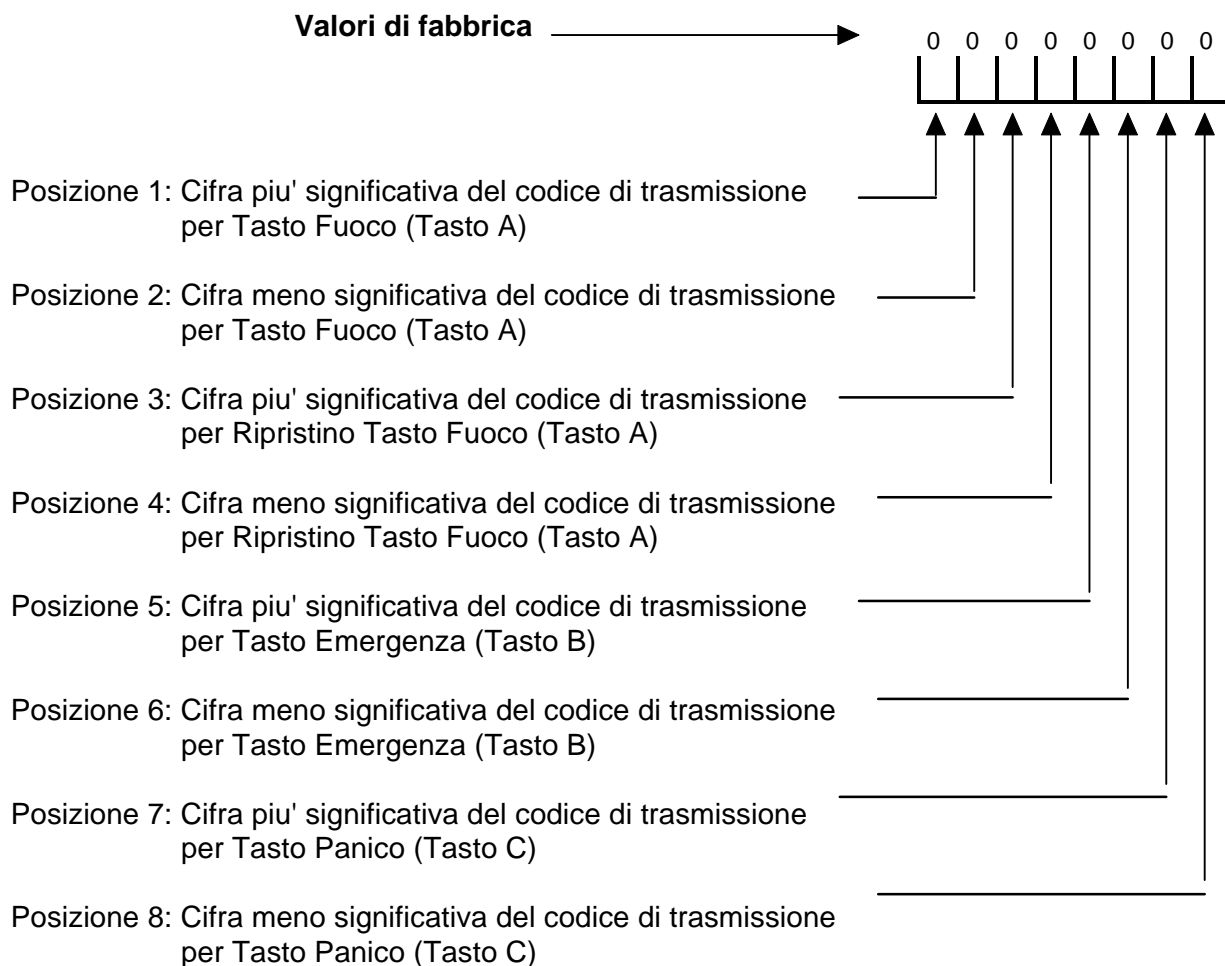 Valori di fabbrica
0 0 0 0 0 0 0 0
Posizione 1: Cifra piu' significativa del codice di trasmissione
per Tasto Fuoco (Tasto A)
Posizione 2: Cifra meno significativa del codice di trasmissione
per Tasto Fuoco (Tasto A)
Posizione 3: Cifra piu' significativa del codice di trasmissione
per Ripristino Tasto Fuoco (Tasto A)
Posizione 4: Cifra meno significativa del codice di trasmissione
per Ripristino Tasto Fuoco (Tasto A)
Posizione 5: Cifra piu' significativa del codice di trasmissione
per Tasto Emergenza (Tasto B)
Posizione 6: Cifra meno significativa del codice di trasmissione
per Tasto Emergenza (Tasto B)
Posizione 7: Cifra piu' significativa del codice di trasmissione
per Tasto Panico (Tasto C)
Posizione 8: Cifra meno significativa del codice di trasmissione
per Tasto Panico (Tasto C)